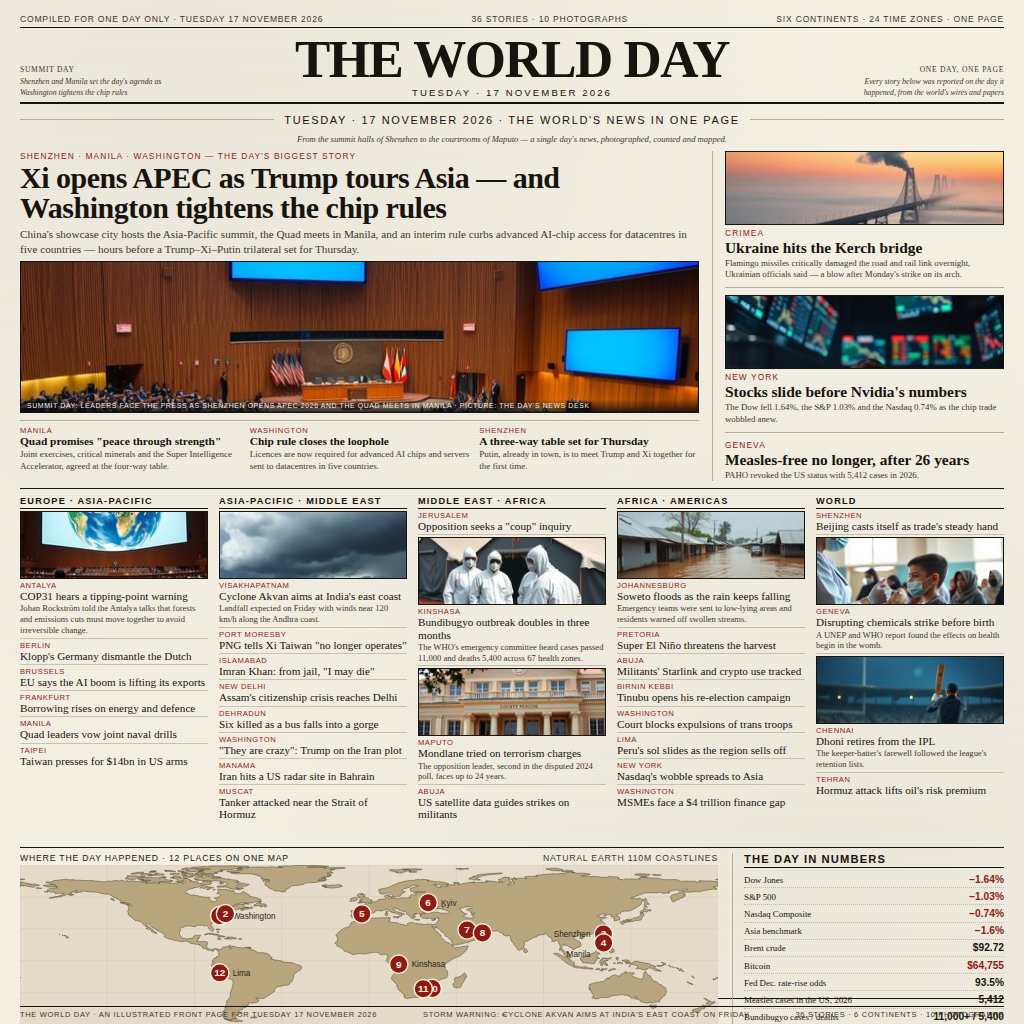 COMPILED FOR ONE DAY ONLY · TUESDAY 17 NOVEMBER 2026
36 STORIES · 10 PHOTOGRAPHS
SIX CONTINENTS · 24 TIME ZONES · ONE PAGE
SUMMIT DAY
Shenzhen and Manila set the day's agenda as
Washington tightens the chip rules
THE WORLD DAY
TUESDAY · 17 NOVEMBER 2026
ONE DAY, ONE PAGE
Every story below was reported on the day it
happened, from the world's wires and papers
TUESDAY · 17 NOVEMBER 2026 · THE WORLD'S NEWS IN ONE PAGE
From the summit halls of Shenzhen to the courtrooms of Maputo — a single day's news, photographed, counted and mapped.
SHENZHEN · MANILA · WASHINGTON — THE DAY'S BIGGEST STORY
Xi opens APEC as Trump tours Asia — and
Washington tightens the chip rules
China's showcase city hosts the Asia-Pacific summit, the Quad meets in Manila, and an interim rule curbs advanced AI-chip access for datacentres in
five countries — hours before a Trump–Xi–Putin trilateral set for Thursday.
SUMMIT DAY: LEADERS FACE THE PRESS AS SHENZHEN OPENS APEC 2026 AND THE QUAD MEETS IN MANILA · PICTURE: THE DAY'S NEWS DESK
MANILA
Quad promises "peace through strength"
Joint exercises, critical minerals and the Super Intelligence
Accelerator, agreed at the four-way table.
WASHINGTON
Chip rule closes the loophole
Licences are now required for advanced AI chips and servers
sent to datacentres in five countries.
SHENZHEN
A three-way table set for Thursday
Putin, already in town, is to meet Trump and Xi together for
the first time.
CRIMEA
Ukraine hits the Kerch bridge
Flamingo missiles critically damaged the road and rail link overnight,
Ukrainian officials said — a blow after Monday's strike on its arch.
NEW YORK
Stocks slide before Nvidia's numbers
The Dow fell 1.64%, the S&P 1.03% and the Nasdaq 0.74% as the chip trade
wobbled anew.
GENEVA
Measles-free no longer, after 26 years
PAHO revoked the US status with 5,412 cases in 2026.
EUROPE · ASIA-PACIFIC
ANTALYA
COP31 hears a tipping-point warning
Johan Rockström told the Antalya talks that forests
and emissions cuts must move together to avoid
irreversible change.
BERLIN
Klopp's Germany dismantle the Dutch
BRUSSELS
EU says the AI boom is lifting its exports
FRANKFURT
Borrowing rises on energy and defence
MANILA
Quad leaders vow joint naval drills
TAIPEI
Taiwan presses for $14bn in US arms
ASIA-PACIFIC · MIDDLE EAST
VISAKHAPATNAM
Cyclone Akvan aims at India's east coast
Landfall expected on Friday with winds near 120
km/h along the Andhra coast.
PORT MORESBY
PNG tells Xi Taiwan "no longer operates"
ISLAMABAD
Imran Khan: from jail, "I may die"
NEW DELHI
Assam's citizenship crisis reaches Delhi
DEHRADUN
Six killed as a bus falls into a gorge
WASHINGTON
"They are crazy": Trump on the Iran plot
MANAMA
Iran hits a US radar site in Bahrain
MUSCAT
Tanker attacked near the Strait of
Hormuz
MIDDLE EAST · AFRICA
JERUSALEM
Opposition seeks a "coup" inquiry
KINSHASA
Bundibugyo outbreak doubles in three
months
The WHO's emergency committee heard cases passed
11,000 and deaths 5,400 across 67 health zones.
MAPUTO
Mondlane tried on terrorism charges
The opposition leader, second in the disputed 2024
poll, faces up to 24 years.
ABUJA
US satellite data guides strikes on
militants
AFRICA · AMERICAS
JOHANNESBURG
Soweto floods as the rain keeps falling
Emergency teams were sent to low-lying areas and
residents warned off swollen streams.
PRETORIA
Super El Niño threatens the harvest
ABUJA
Militants' Starlink and crypto use tracked
BIRNIN KEBBI
Tinubu opens his re-election campaign
WASHINGTON
Court blocks expulsions of trans troops
LIMA
Peru's sol slides as the region sells off
NEW YORK
Nasdaq's wobble spreads to Asia
WASHINGTON
MSMEs face a $4 trillion finance gap
WORLD
SHENZHEN
Beijing casts itself as trade's steady hand
GENEVA
Disrupting chemicals strike before birth
A UNEP and WHO report found the effects on health
begin in the womb.
CHENNAI
Dhoni retires from the IPL
The keeper-batter's farewell followed the league's
retention lists.
TEHRAN
Hormuz attack lifts oil's risk premium
WHERE THE DAY HAPPENED · 12 PLACES ON ONE MAP
NATURAL EARTH 110M COASTLINES
2 Washington
5
6 Kyiv
7
8
Shenzhen
4
Manila
9 Kinshasa
12 Lima
11
THE DAY IN NUMBERS
Dow Jones −1.64%
S&P 500 −1.03%
Nasdaq Composite −0.74%
Asia benchmark −1.6%
Brent crude $92.72
Bitcoin $64,755
Fed Dec. rate-rise odds 93.5%
Measles cases in the US, 2026 5,412
Bundibugyo cases / deaths 11,000+ / 5,400
THE WORLD DAY · AN ILLUSTRATED FRONT PAGE FOR TUESDAY 17 NOVEMBER 2026
STORM WARNING: CYCLONE AKVAN AIMS AT INDIA'S EAST COAST ON FRIDAY
36 STORIES · 6 CONTINENTS · 10